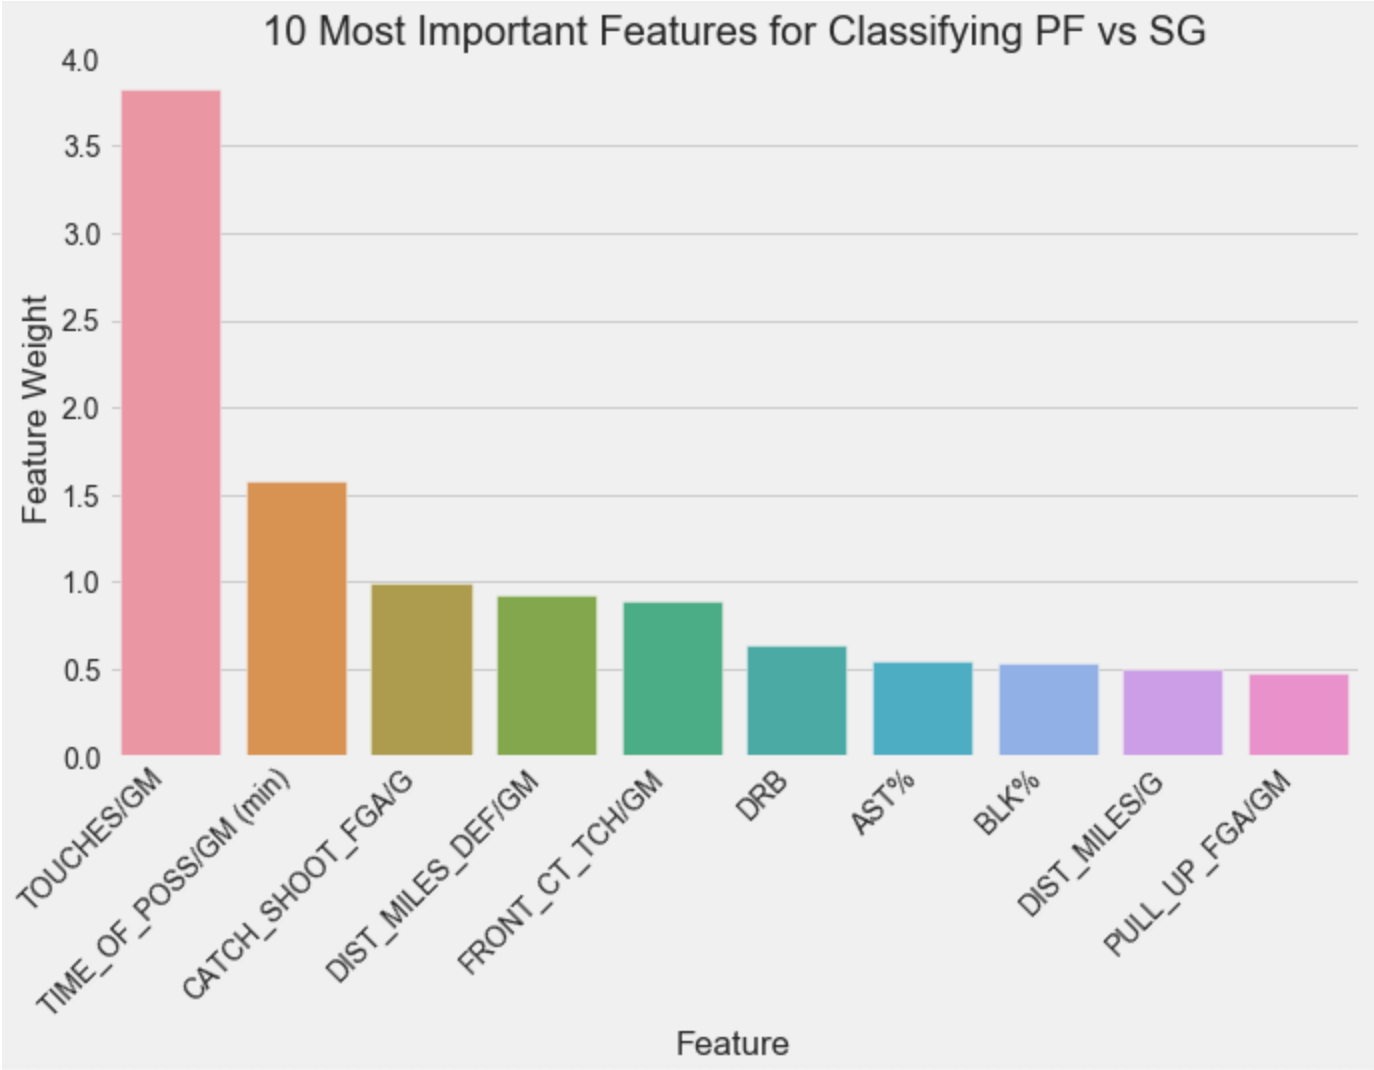 10 Most Important Features for Classifying PF vs SG
4.0
3.5
3.0
2.5
2.0
1.5
1.0
0.5
0.0
Feature Weight
TOUCHES/GM
TIME_OF_POSS/GM (min)
CATCH_SHOOT_FGA/G
DIST_MILES_DEF/GM
FRONT_CT_TCH/GM
DRB
AST%
BLK%
DIST_MILES/G
PULL_UP_FGA/GM
Feature